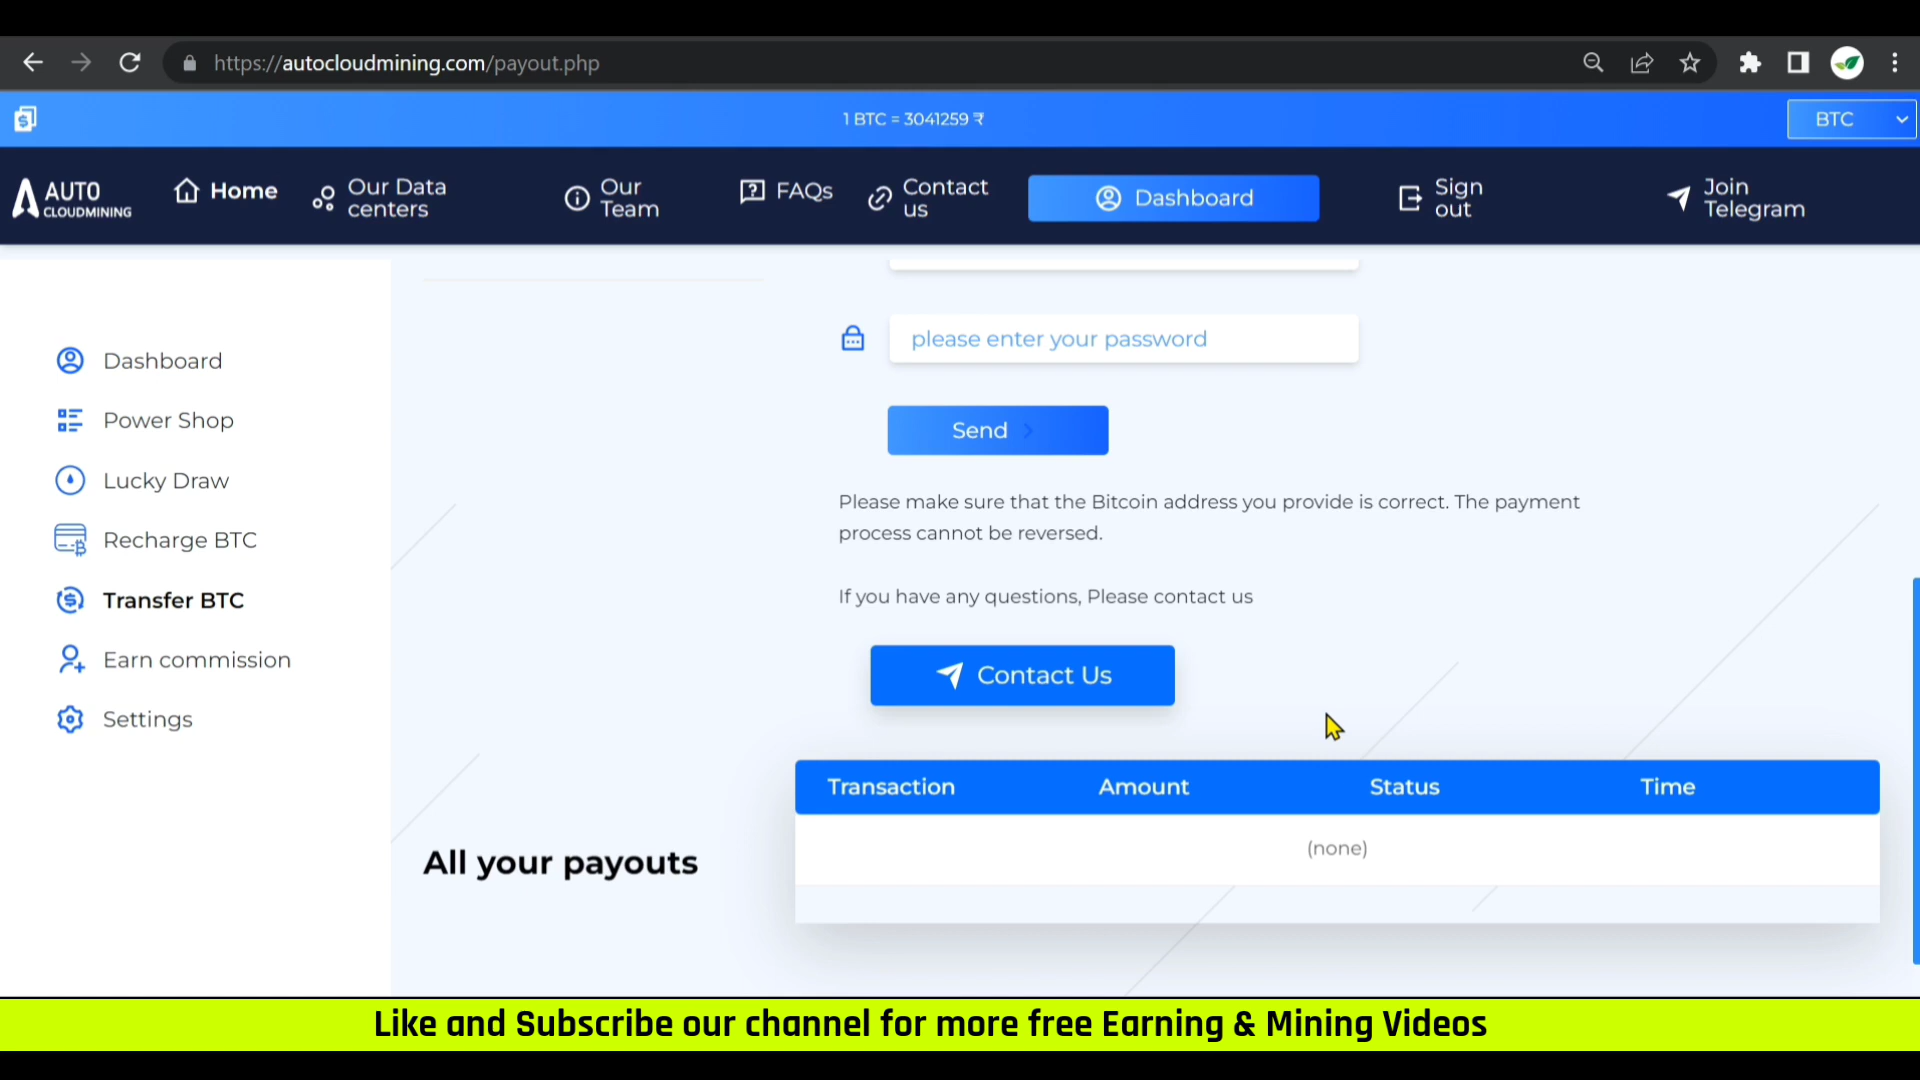 https://autocloudmining.com/payout.php
1 BTC = 3041259 ₹
BTC
AUTO
CLOUDMINING
Home
Our Data
centers
Our
Team
FAQs
Contact
us
Dashboard
Sign
out
Join
Telegram
Dashboard
Power Shop
Lucky Draw
Recharge BTC
Transfer BTC
Earn commission
Settings
please enter your password
Send
Please make sure that the Bitcoin address you provide is correct. The payment
process cannot be reversed.
If you have any questions, Please contact us
Contact Us
Transaction Amount Status Time
(none)
All your payouts
Like and Subscribe our channel for more free Earning & Mining Videos